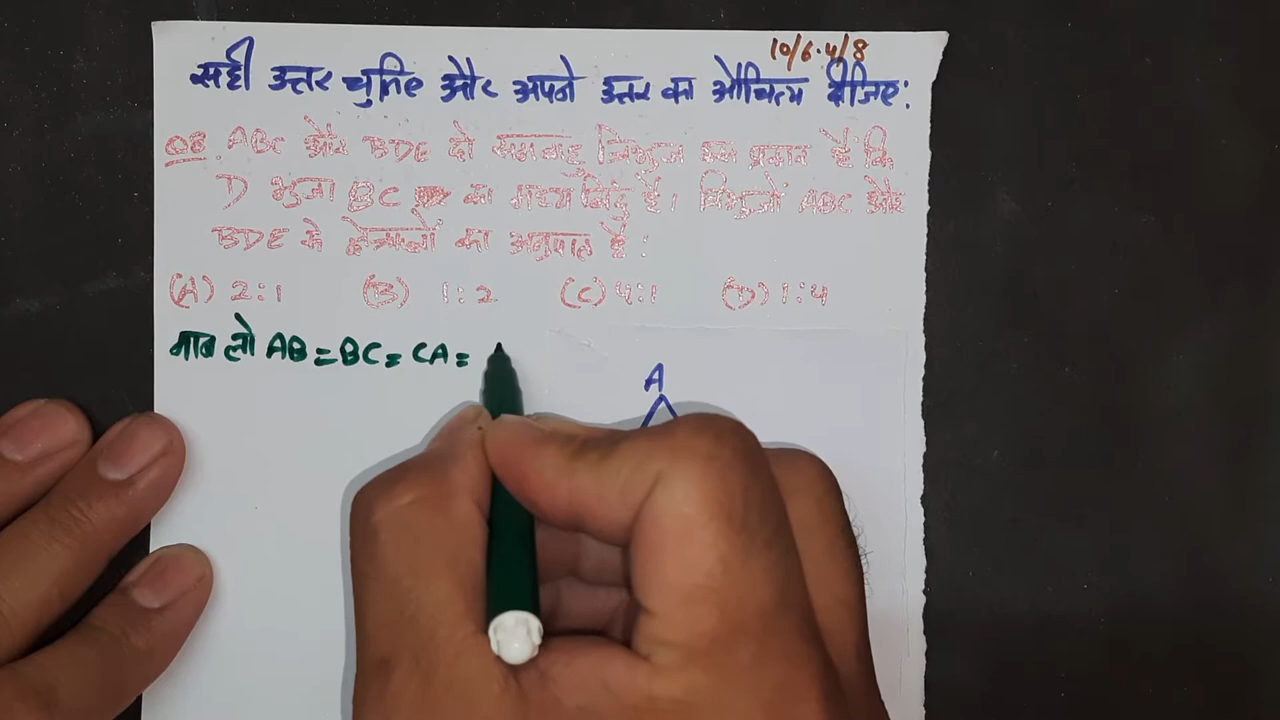 10/6.4/8
सही उत्तर चुनिए और अपने उत्तर का औचित्य दीजिए:
Q8. ABC और BDE दो समबाहु त्रिभुज इस प्रकार हैं कि
D भुजा BC का मध्य बिंदु है। त्रिभुजों ABC और
BDE के क्षेत्रफलों का अनुपात है:
(A) 2:1 (B) 1:2 (C) 4:1 (D) 1:4
मान लो AB = BC = CA =
A